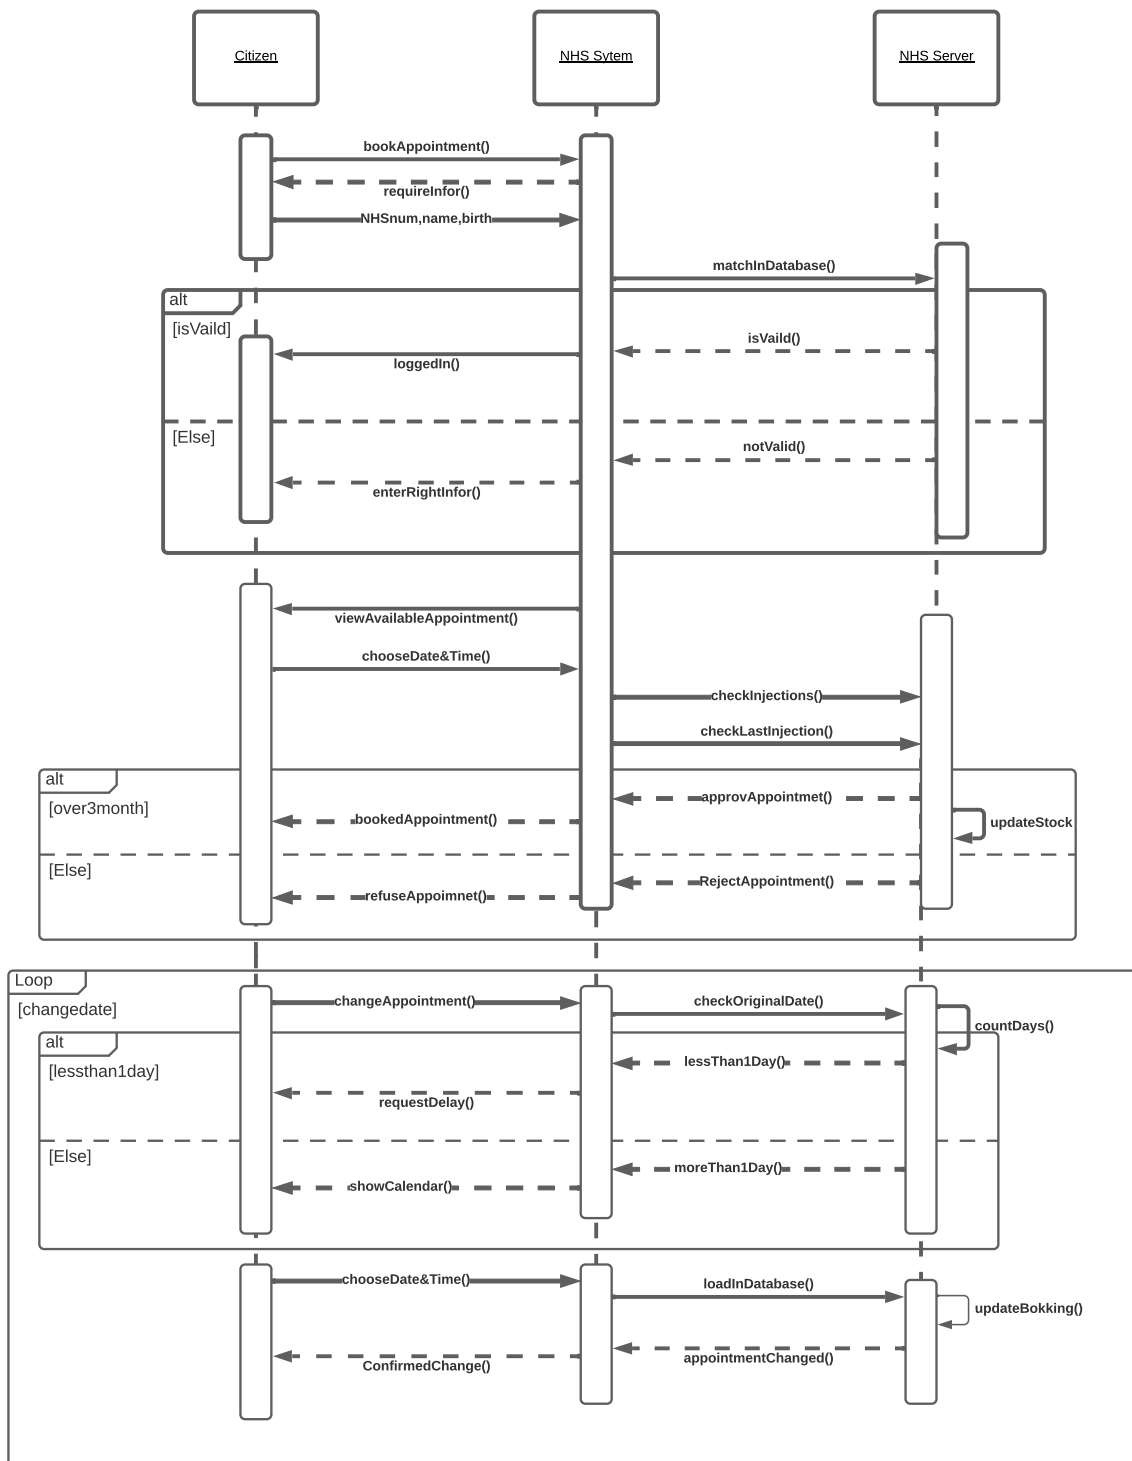 Citizen
NHS Sytem
NHS Server
bookAppointment()
requireInfor()
NHSnum,name,birth
matchInDatabase()
alt
[isVaild]
isVaild()
loggedIn()
[Else]
notValid()
enterRightInfor()
viewAvailableAppointment()
chooseDate&Time()
checkInjections()
checkLastInjection()
alt
[over3month]
approvAppointmet()
bookedAppointment()
updateStock
[Else]
RejectAppointment()
refuseAppoimnet()
Loop
[changedate]
changeAppointment()
checkOriginalDate()
countDays()
alt
[lessthan1day]
lessThan1Day()
requestDelay()
[Else]
moreThan1Day()
showCalendar()
chooseDate&Time()
loadInDatabase()
updateBokking()
appointmentChanged()
ConfirmedChange()